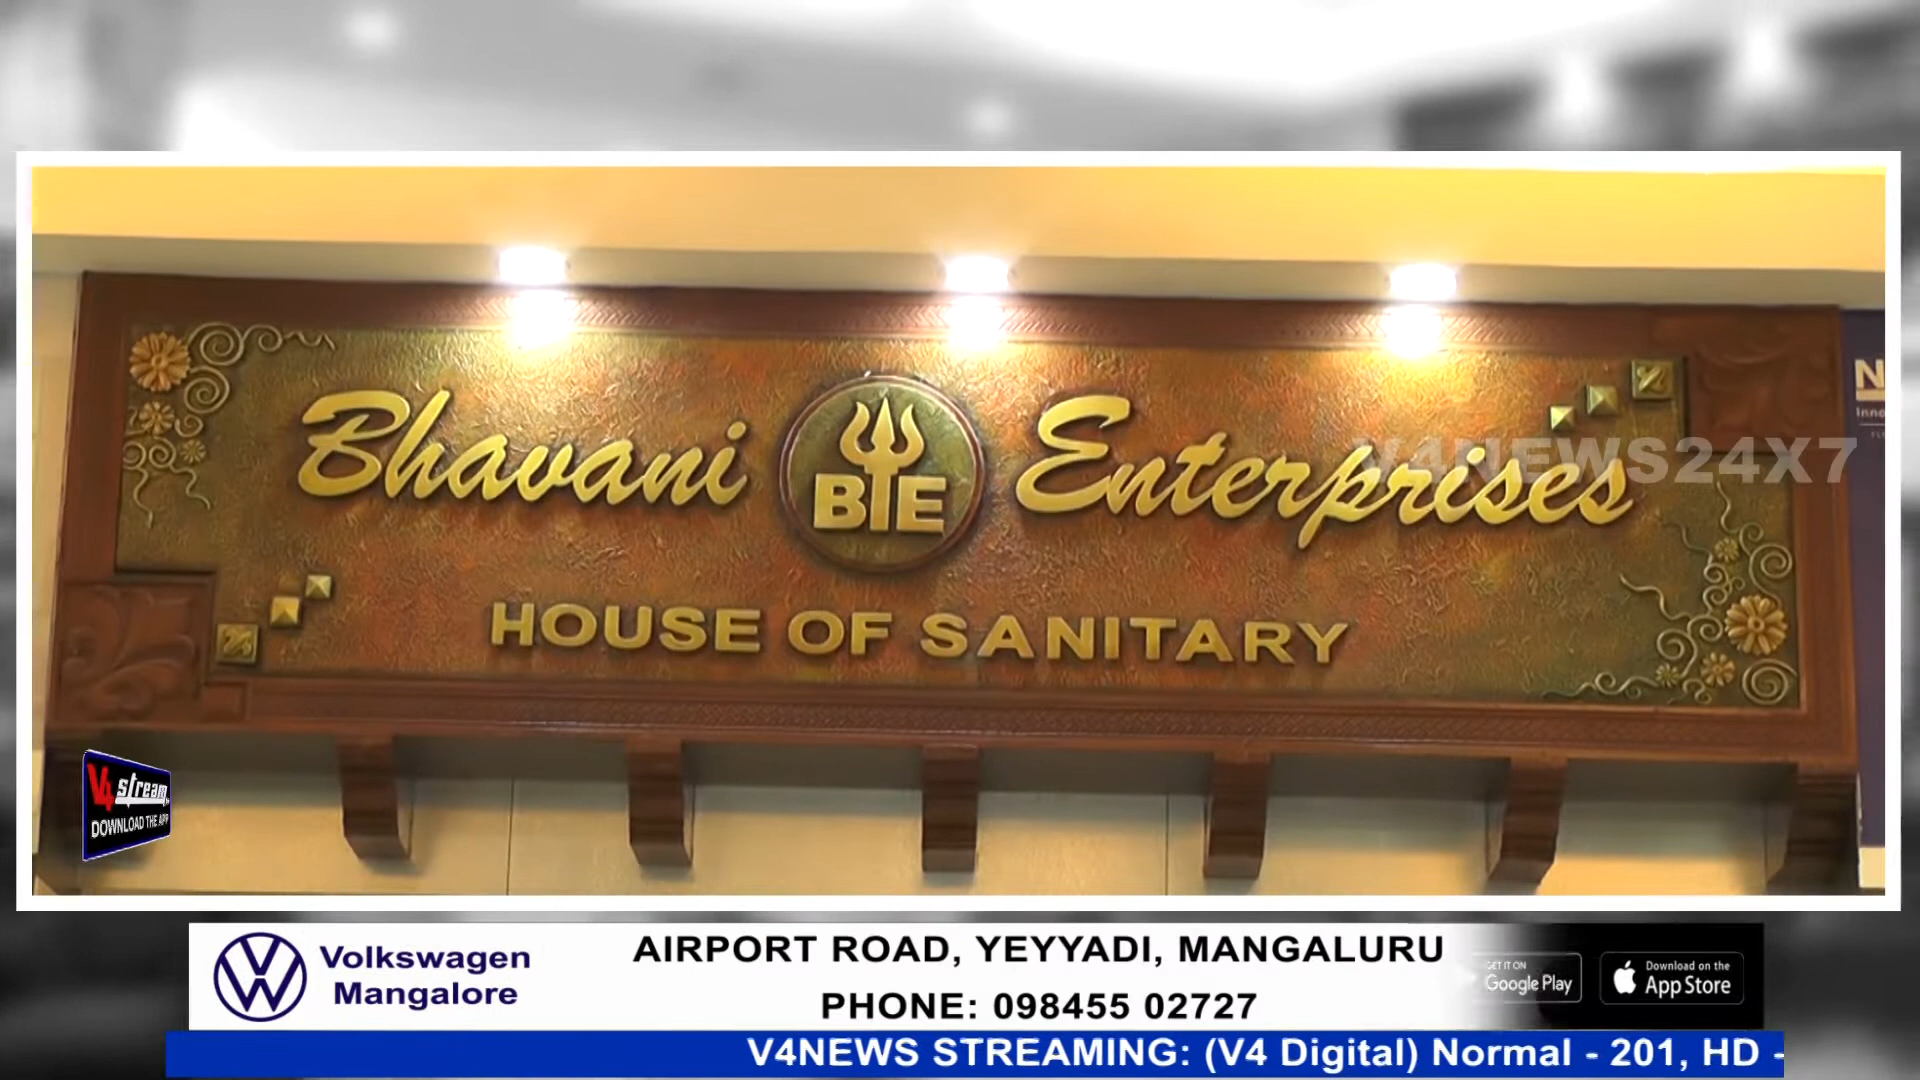 Bhavani BE Enterprises
HOUSE OF SANITARY
V4NEWS24X7
V4 stream
DOWNLOAD THE APP
Volkswagen
Mangalore
AIRPORT ROAD, YEYYADI, MANGALURU
PHONE: 098455 02727
GET IT ON
Google Play
Download on the
App Store
V4NEWS STREAMING: (V4 Digital) Normal - 201, HD -